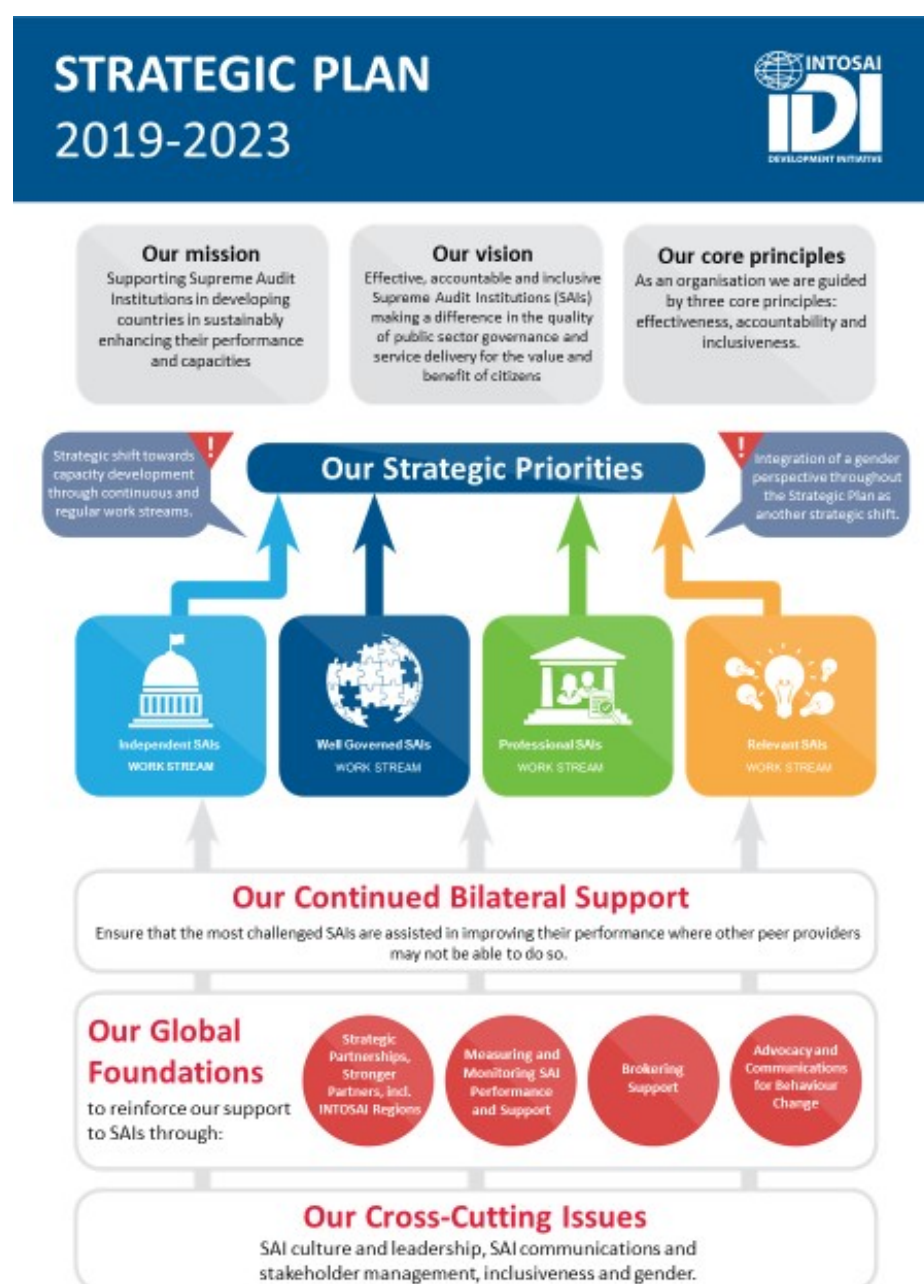 STRATEGIC PLAN
2019-2023
INTOSAI
IDI
DEVELOPMENT INITIATIVE
Our mission
Supporting Supreme Audit
Institutions in developing
countries in sustainably
enhancing their performance
and capacities
Our vision
Effective, accountable and inclusive
Supreme Audit Institutions (SAIs)
making a difference in the quality
of public sector governance and
service delivery for the value and
benefit of citizens
Our core principles
As an organisation we are guided
by three core principles:
effectiveness, accountability and
inclusiveness.
!
Strategic shift towards
capacity development
through continuous and
regular work streams.
Our Strategic Priorities
!
Integration of a gender
perspective throughout
the Strategic Plan as
another strategic shift.
Independent SAIs
WORK STREAM
Well Governed SAIs
WORK STREAM
Professional SAIs
WORK STREAM
Relevant SAIs
WORK STREAM
Our Continued Bilateral Support
Ensure that the most challenged SAIs are assisted in improving their performance where other peer providers
may not be able to do so.
Our Global
Foundations
to reinforce our support
to SAIs through:
Strategic
Partnerships,
Stronger
Partners, incl.
INTOSAI Regions
Measuring and
Monitoring SAI
Performance
and Support
Brokering
Support
Advocacy and
Communications
for Behaviour
Change
Our Cross-Cutting Issues
SAI culture and leadership, SAI communications and
stakeholder management, inclusiveness and gender.